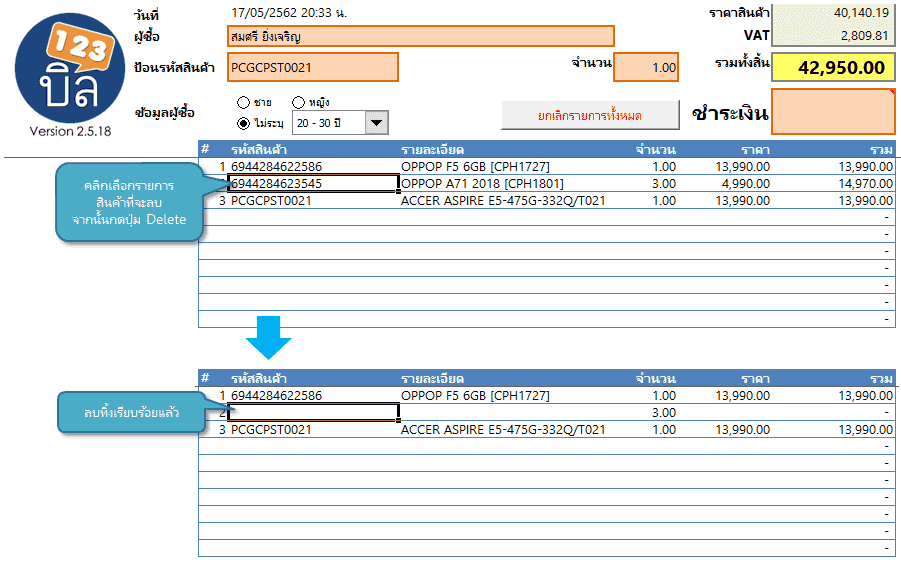 123
บิล
Version 2.5.18
วันที่ 17/05/2562 20:33 น. ราคาสินค้า 40,140.19
ผู้ซื้อ สมศรี ยิ่งเจริญ VAT 2,809.81
ป้อนรหัสสินค้า PCGCPST0021 จำนวน 1.00 รวมทั้งสิ้น 42,950.00
ข้อมูลผู้ซื้อ ชาย หญิง
ไม่ระบุ 20 - 30 ปี ยกเลิกรายการทั้งหมด ชำระเงิน
# รหัสสินค้า รายละเอียด จำนวน ราคา รวม
1 6944284622586 OPPOP F5 6GB [CPH1727] 1.00 13,990.00 13,990.00
6944284623545 OPPOP A71 2018 [CPH1801] 3.00 4,990.00 14,970.00
3 PCGCPST0021 ACCER ASPIRE E5-475G-332Q/T021 1.00 13,990.00 13,990.00
-
-
-
-
-
-
-
คลิกเลือกรายการ
สินค้าที่จะลบ
จากนั้นกดปุ่ม Delete
# รหัสสินค้า รายละเอียด จำนวน ราคา รวม
1 6944284622586 OPPOP F5 6GB [CPH1727] 1.00 13,990.00 13,990.00
2 3.00 -
3 PCGCPST0021 ACCER ASPIRE E5-475G-332Q/T021 1.00 13,990.00 13,990.00
-
-
-
-
-
-
-
ลบทิ้งเรียบร้อยแล้ว